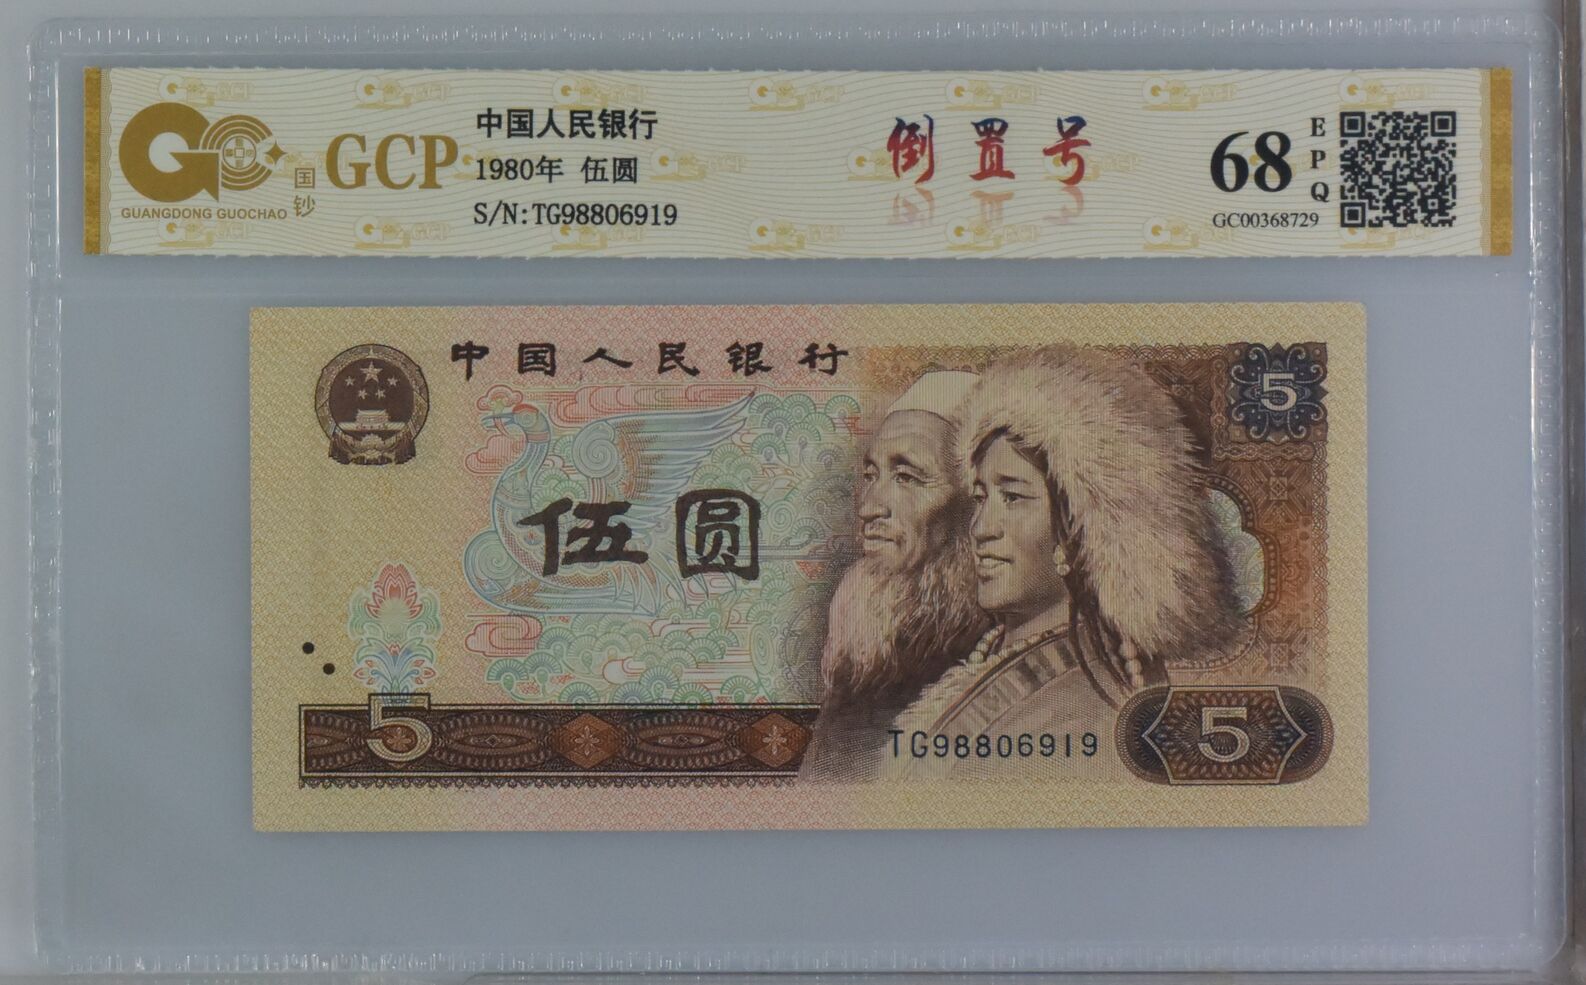 GCP
国钞
GUANGDONG GUOCHAO
中国人民银行
1980年 伍圆
S/N:TG98806919
倒置号
68
EPQ
GC00368729
中国人民银行
5
伍圆
5
TG98806919
5